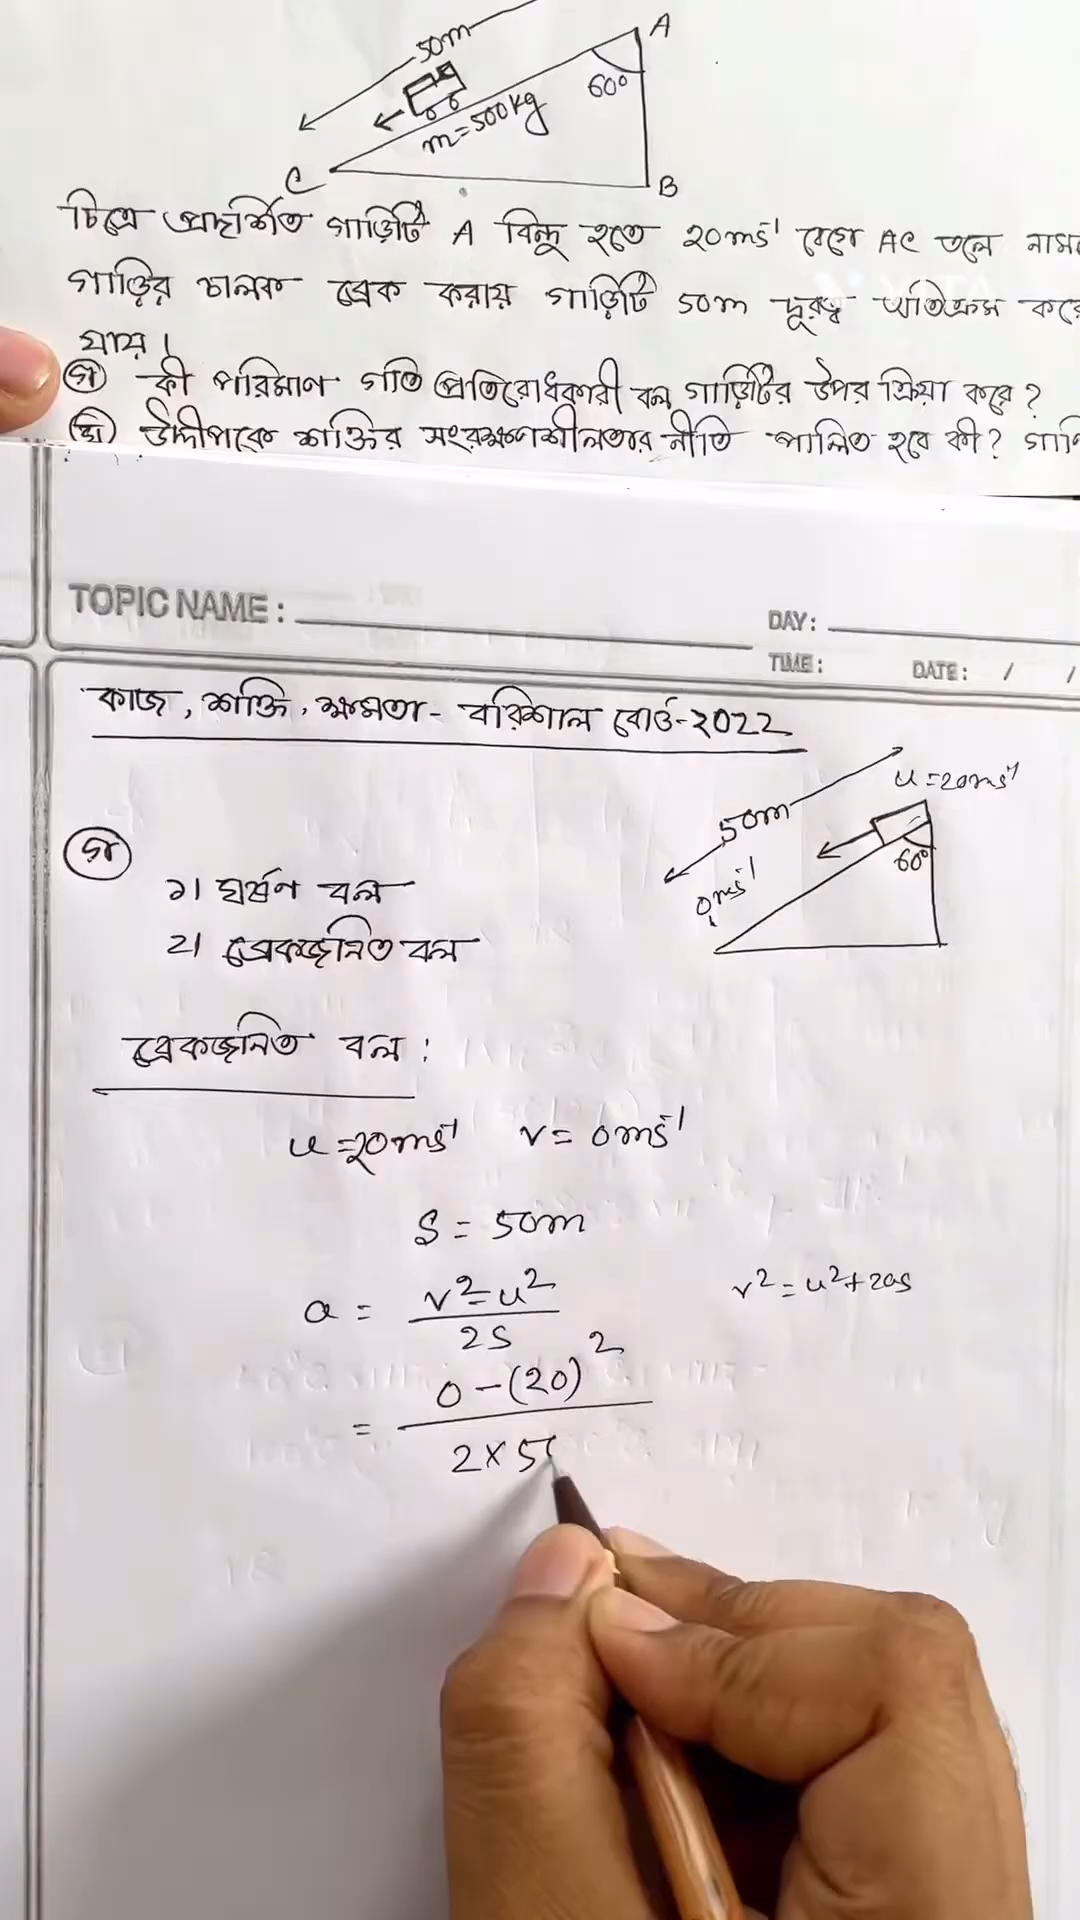 50m
A
60°
m=500kg
C
B
চিত্রে প্রদর্শিত গাড়িটি A বিন্দু হতে 20ms⁻¹ বেগে AC তলে
গাড়ির চালক ব্রেক করায় গাড়িটি 50m দূরত্ব অতিক্রম করে
যায়।
গ) কী পরিমাণ গতি প্রতিরোধকারী বল গাড়িটির উপর ক্রিয়া করে?
ঘ) উদ্দীপকে শক্তির সংরক্ষণশীলতার নীতি পালিত হবে কী?
TOPIC NAME :
DAY :
TIME :
DATE : / /
কাজ, শক্তি, ক্ষমতা - বরিশাল বোর্ড-২০২২
u=20ms⁻¹
50m
60°
0ms⁻¹
গ
১। ঘর্ষণ বল
2। ব্রেকজনিত বল
ব্রেকজনিত বল :
u=20ms⁻¹ v= 0ms⁻¹
S = 50m
a = v²-u² / 2S
v² = u²+2as
= 0-(20)² / 2×50